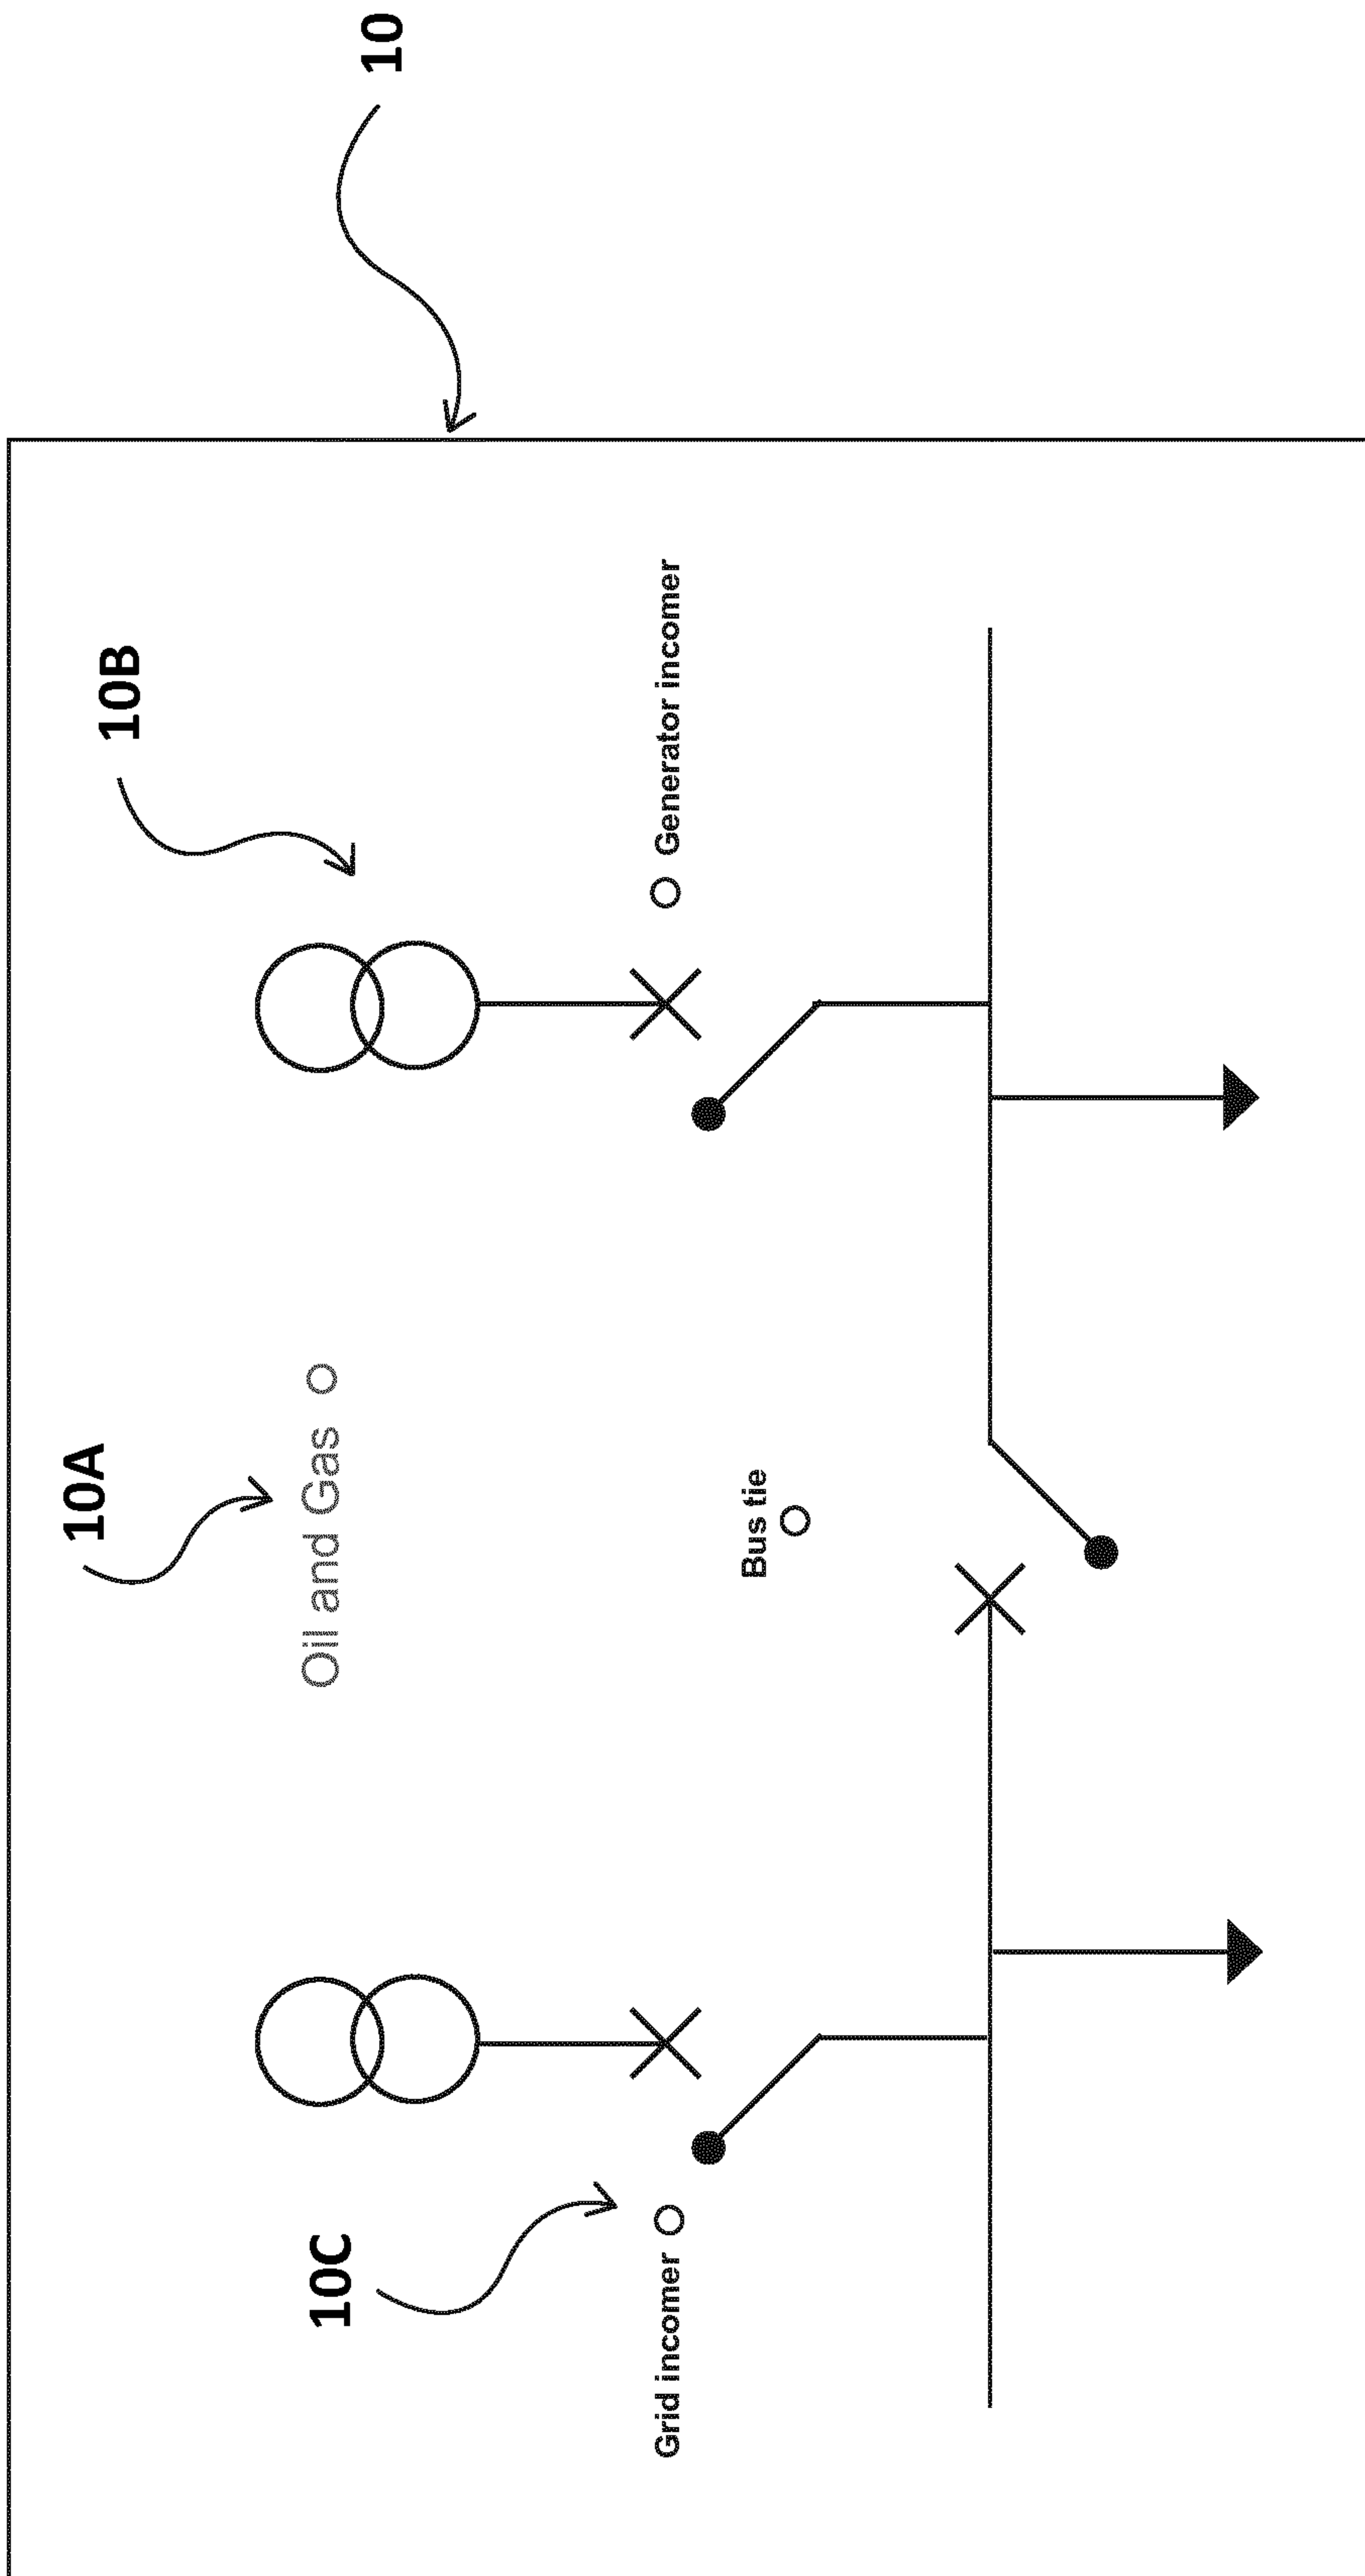 10
10A
10B
Oil and Gas
10C
Grid incomer
Generator incomer
Bus tie